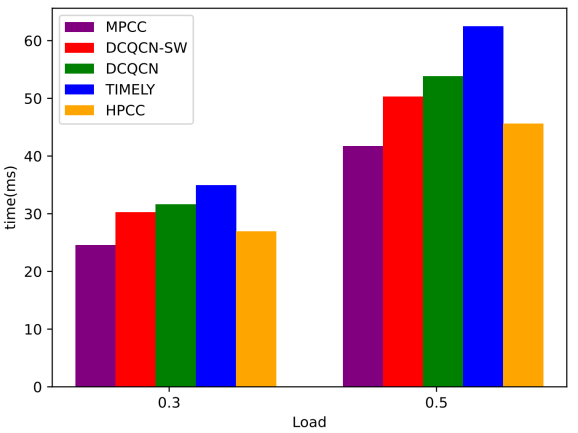 MPCC
DCQCN-SW
DCQCN
TIMELY
HPCC
time(ms)
60
50
40
30
20
10
0
0.3
0.5
Load